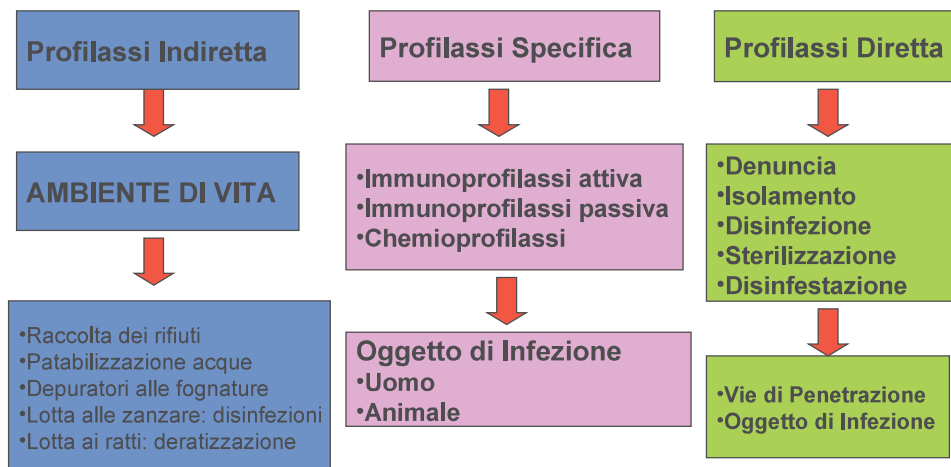 Profilassi Indiretta
AMBIENTE DI VITA
•Raccolta dei rifiuti
•Patabilizzazione acque
•Depuratori alle fognature
•Lotta alle zanzare: disinfezioni
•Lotta ai ratti: deratizzazione
Profilassi Specifica
•Immunoprofilassi attiva
•Immunoprofilassi passiva
•Chemioprofilassi
Oggetto di Infezione
•Uomo
•Animale
Profilassi Diretta
•Denuncia
•Isolamento
•Disinfezione
•Sterilizzazione
•Disinfestazione
•Vie di Penetrazione
•Oggetto di Infezione